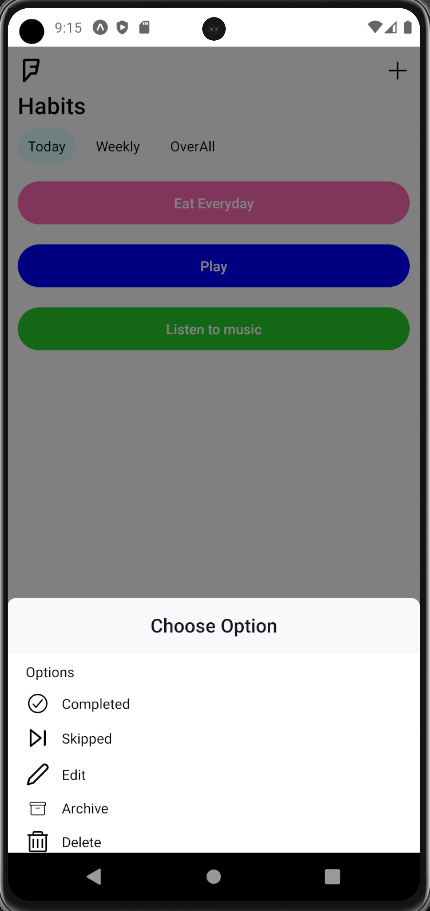 9:15
Habits
Today Weekly OverAll
Eat Everyday
Play
Listen to music
Choose Option
Options
Completed
Skipped
Edit
Archive
Delete